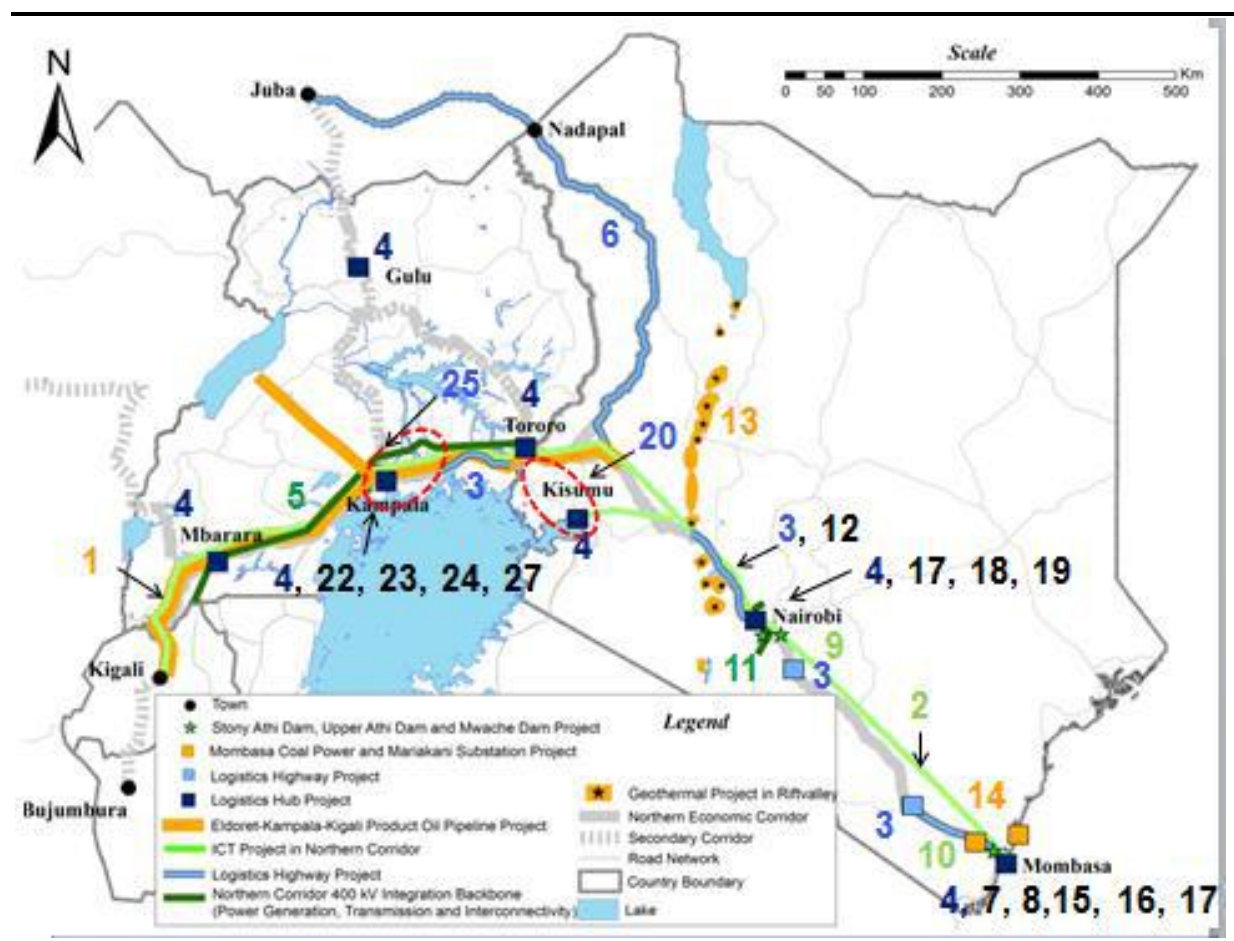 N
Scale
Km
0 50 100 200 300 400 500
Juba
Nadapal
6
4
Gulu
25
4
Tororo
20
13
5
3
Kisumu
Kampala
4
4
Mbarara
1
3, 12
4, 22, 23, 24, 27
4, 17, 18, 19
Nairobi
9
11
3
Kigali
2
Bujumbura
14
3
10
Mombasa
4, 7, 8,15, 16, 17
Legend
Town
Stony Athi Dam, Upper Athi Dam and Mwache Dam Project
Mombasa Coal Power and Mariakani Substation Project
Logistics Highway Project
Logistics Hub Project
Eldoret-Kampala-Kigali Product Oil Pipeline Project
ICT Project in Northern Corridor
Logistics Highway Project
Northern Corridor 400 kV Integration Backbone
(Power Generation, Transmission and Interconnectivity)
Geothermal Project in Riftvalley
Northern Economic Corridor
Secondary Corridor
Road Network
Country Boundary
Lake